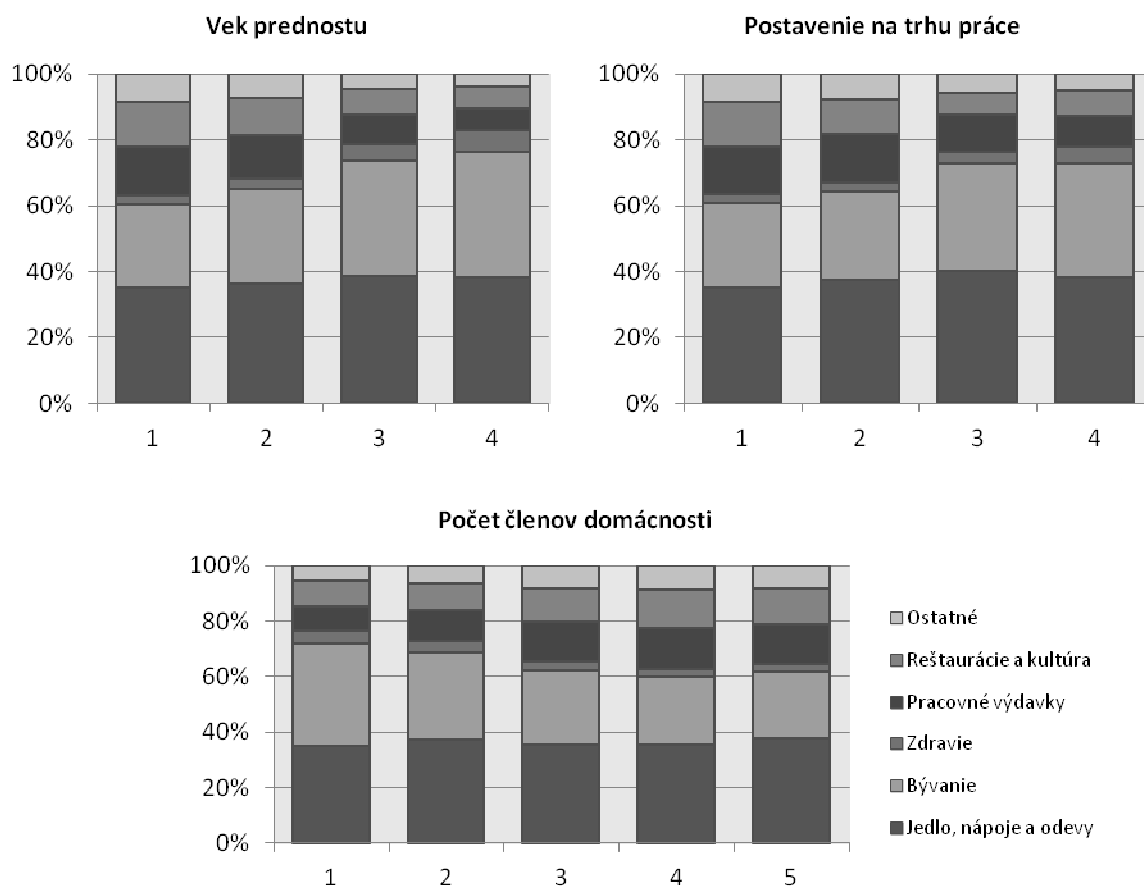 Vek prednostu
100%
80%
60%
40%
20%
0%
1 2 3 4
Postavenie na trhu práce
100%
80%
60%
40%
20%
0%
1 2 3 4
Počet členov domácnosti
100%
80%
60%
40%
20%
0%
1 2 3 4 5
Ostatné
Reštaurácie a kultúra
Pracovné výdavky
Zdravie
Bývanie
Jedlo, nápoje a odevy